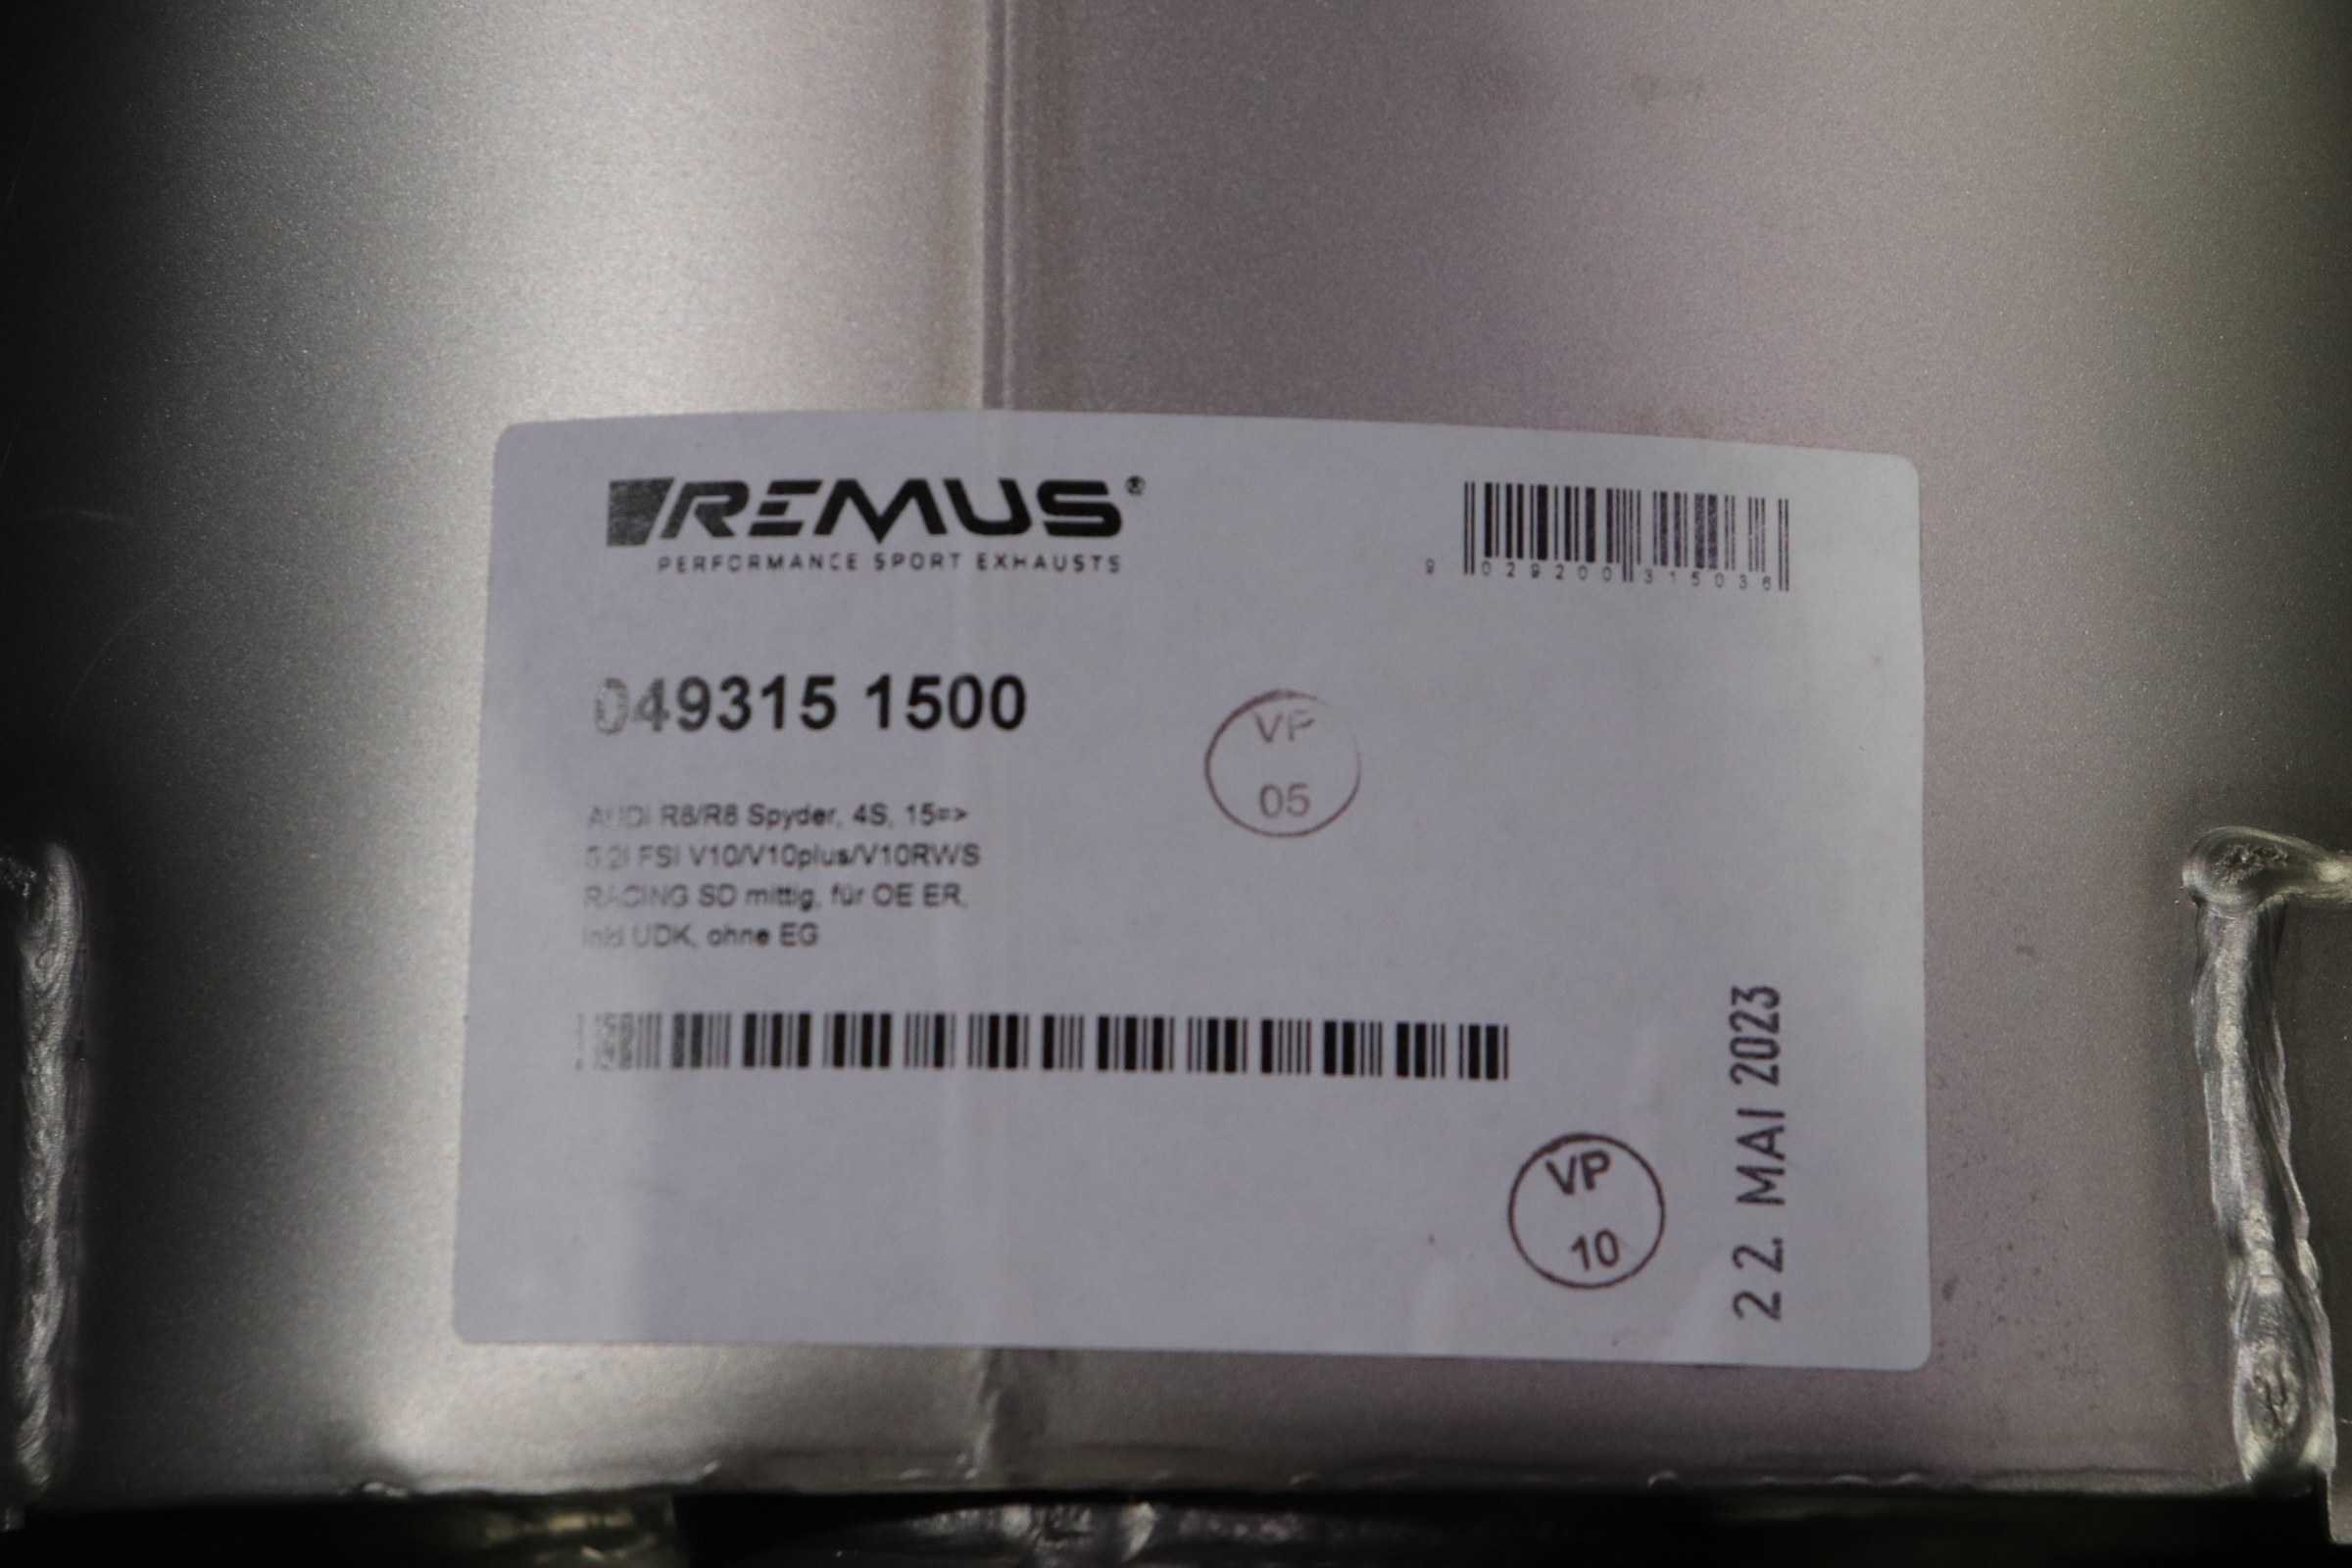 REMUS®
PERFORMANCE SPORT EXHAUSTS
9 029200 315036
049315 1500
VP
05
AUDI R8/R8 Spyder, 4S, 15=>
5.2l FSI V10/V10plus/V10RWS
RACING SD mittig, für OE ER,
inkl UDK, ohne EG
VP
10
22. MAI 2023